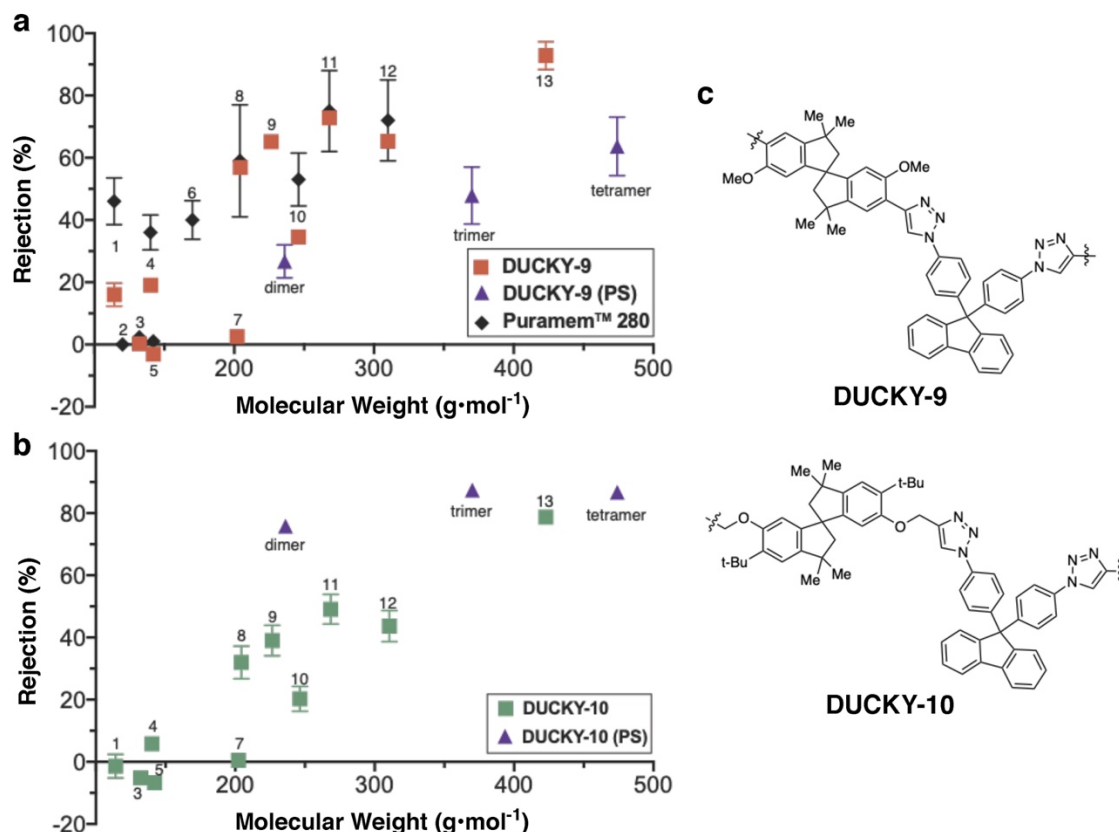 a
100
80
60
40
20
0
-20
Rejection (%)
1
2
3
4
5
6
7
8
9
10
11
12
13
dimer
trimer
tetramer
DUCKY-9
DUCKY-9 (PS)
Puramem™ 280
200
300
400
500
Molecular Weight (g•mol⁻¹)
b
100
80
60
40
20
0
-20
Rejection (%)
1
3
4
5
7
8
9
10
11
12
13
dimer
trimer
tetramer
DUCKY-10
DUCKY-10 (PS)
200
300
400
500
Molecular Weight (g•mol⁻¹)
c
Me
Me
MeO
OMe
Me
Me
N
N
N
N
N
N
DUCKY-9
Me
Me
t-Bu
O
O
t-Bu
Me
Me
N
N
N
N
N
N
DUCKY-10